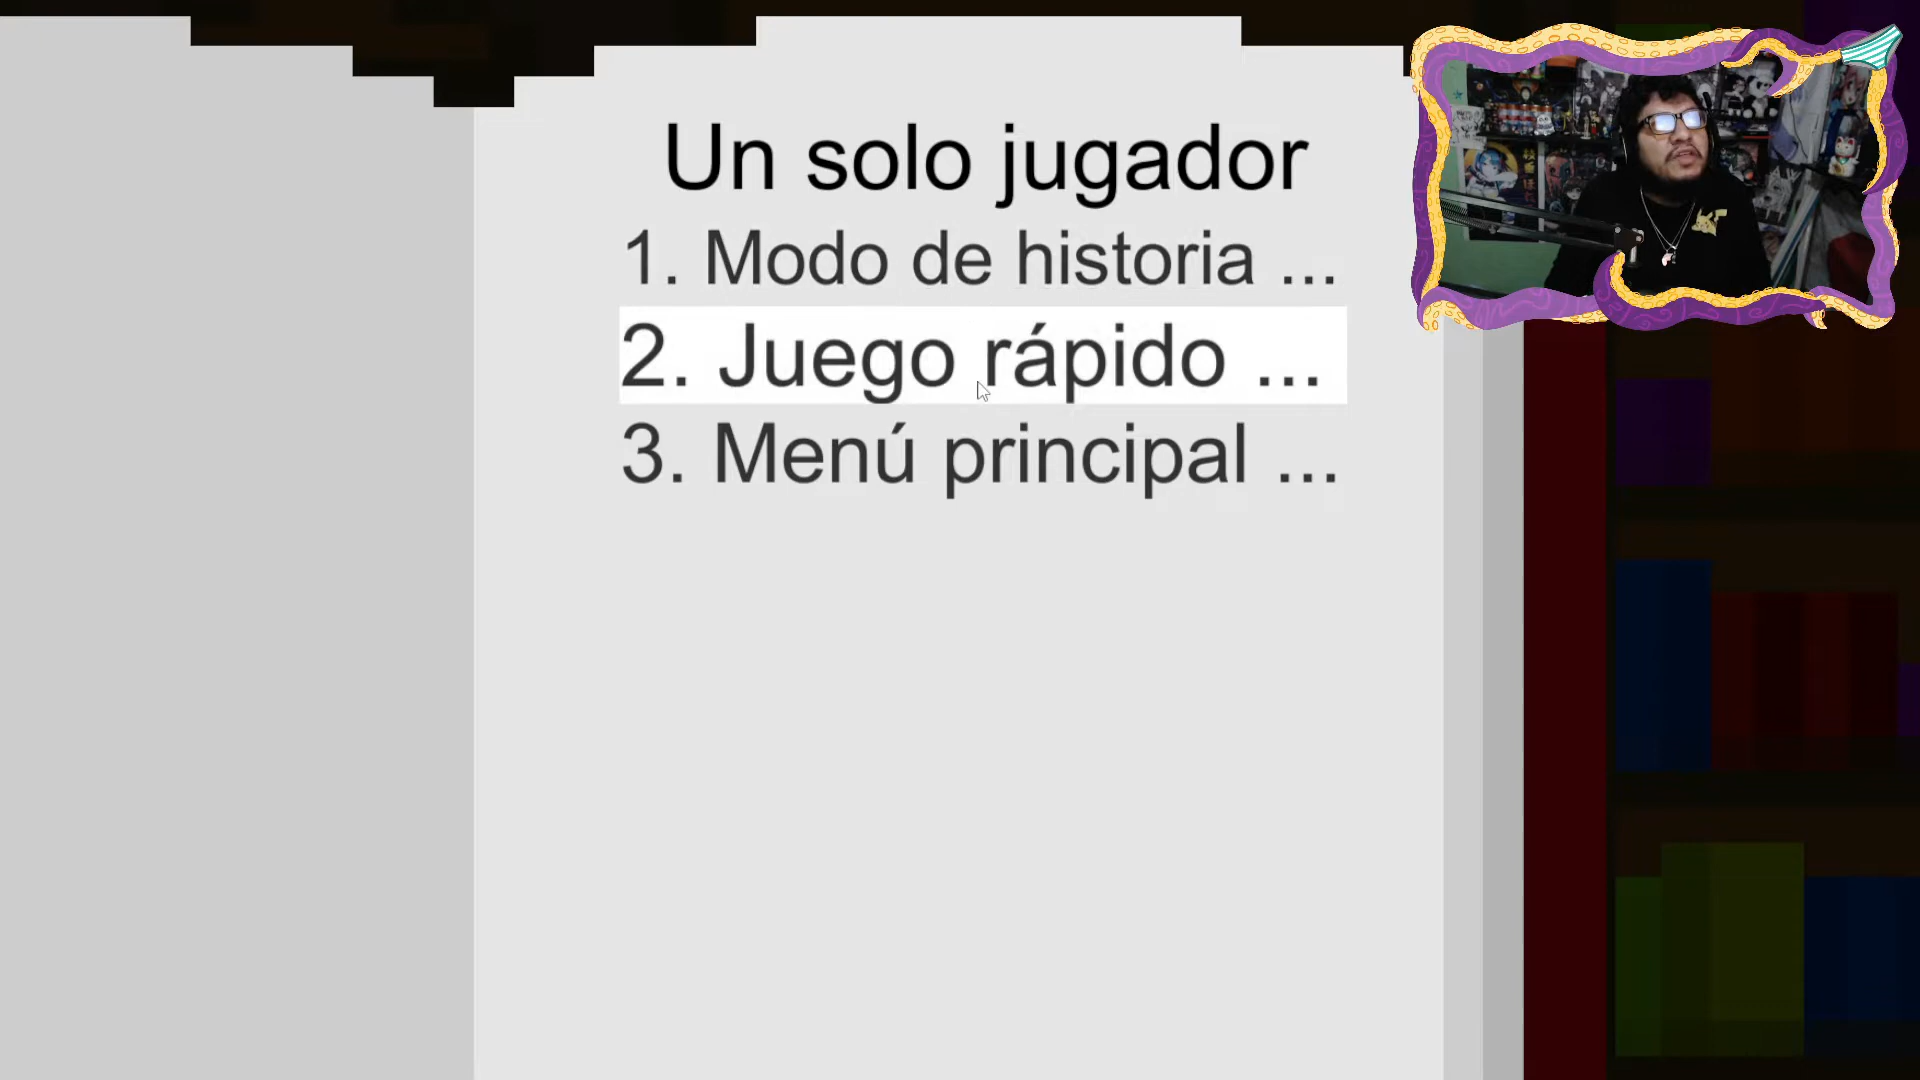 Un solo jugador
1. Modo de historia ...
2. Juego rápido ...
3. Menú principal ...